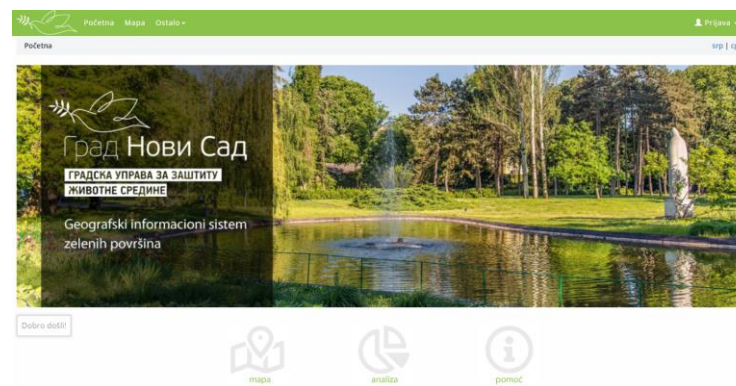 Početna Mapa Ostalo
Prijava
Početna
srp |
Град Нови Сад
ГРАДСКА УПРАВА ЗА ЗАШТИТУ
ЖИВОТНЕ СРЕДИНЕ
Geografski informacioni sistem
zelenih površina
Dobro došli!
mapa analiza pomoć